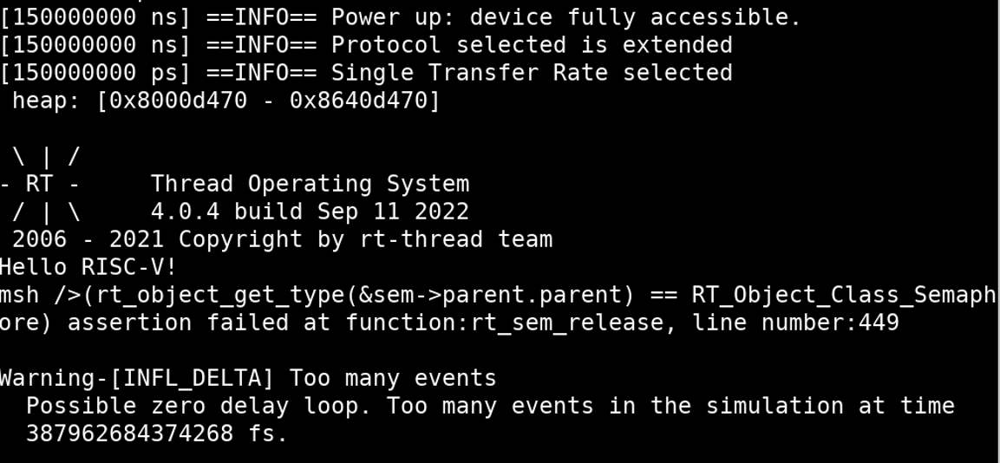 [150000000 ns] ==INFO== Power up: device fully accessible.
[150000000 ns] ==INFO== Protocol selected is extended
[150000000 ps] ==INFO== Single Transfer Rate selected
heap: [0x8000d470 - 0x8640d470]
\ | /
- RT -     Thread Operating System
/ | \     4.0.4 build Sep 11 2022
2006 - 2021 Copyright by rt-thread team
Hello RISC-V!
msh />(rt_object_get_type(&sem->parent.parent) == RT_Object_Class_Semaph
ore) assertion failed at function:rt_sem_release, line number:449
Warning-[INFL_DELTA] Too many events
Possible zero delay loop. Too many events in the simulation at time
387962684374268 fs.